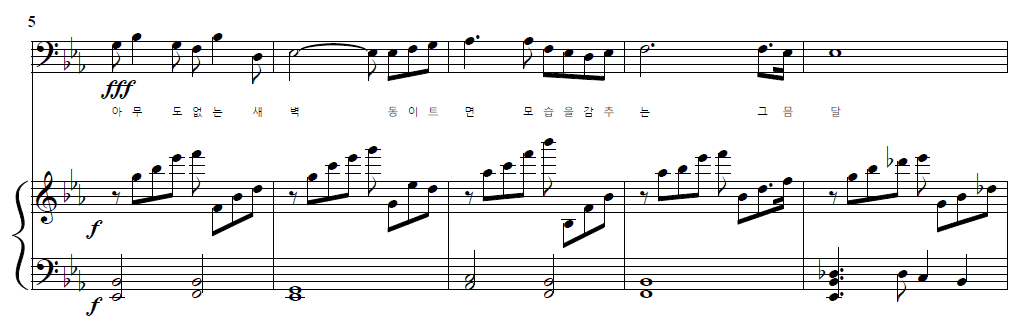 5
fff
아 무 도 없 는 새 벽 동 이 트 면 모 습 을 감 추 는 그 믐 달
f
f